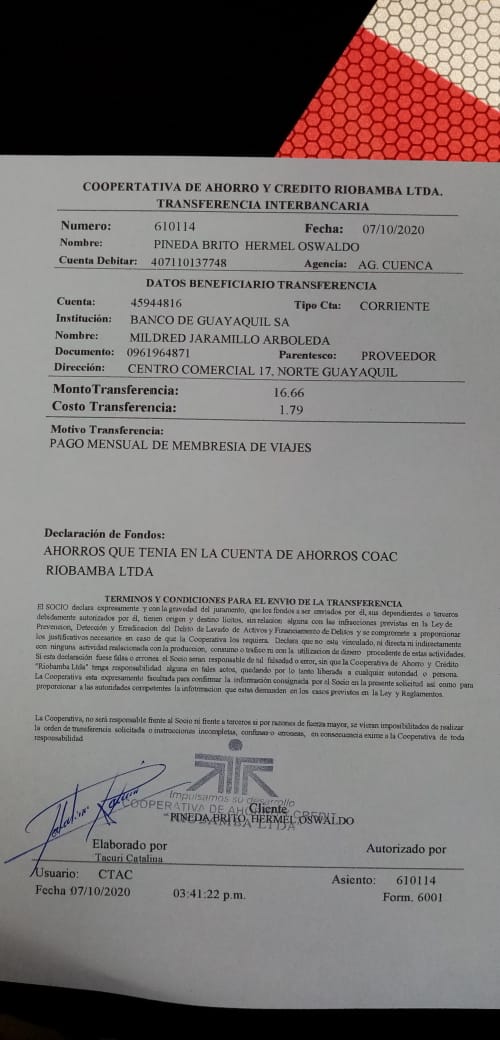 COOPERTATIVA DE AHORRO Y CREDITO RIOBAMBA LTDA.
TRANSFERENCIA INTERBANCARIA
Numero: 610114 Fecha: 07/10/2020
Nombre: PINEDA BRITO HERMEL OSWALDO
Cuenta Debitar: 407110137748 Agencia: AG. CUENCA
DATOS BENEFICIARIO TRANSFERENCIA
Cuenta: 45944816 Tipo Cta: CORRIENTE
Institución: BANCO DE GUAYAQUIL SA
Nombre: MILDRED JARAMILLO ARBOLEDA
Documento: 0961964871 Parentesco: PROVEEDOR
Dirección: CENTRO COMERCIAL 17, NORTE GUAYAQUIL
MontoTransferencia: 16.66
Costo Transferencia: 1.79
Motivo Transferencia:
PAGO MENSUAL DE MEMBRESIA DE VIAJES
Declaración de Fondos:
AHORROS QUE TENIA EN LA CUENTA DE AHORROS COAC
RIOBAMBA LTDA
TERMINOS Y CONDICIONES PARA EL ENVIO DE LA TRANSFERENCIA
El SOCIO declara expresamente y con la gravedad del juramento, que los fondos a ser enviados por él, sus dependientes o terceros
debidamente autorizados por él, tienen origen y destino lícitos, sin relacion alguna con las infracciones previstas en la Ley de
Prevension, Detección y Erradicacion del Delito de Lavado de Activos y Financiamiento de Delitos y se compromete a proporcionar
los justificativos necesarios en caso de que la Cooperativa los requiera. Declara que no esta vinculado, ni directa ni indirectamente
con ninguna actividad realacionada con la produccion, consumo o trafico ni con la utilizacion de dinero procedente de estas actividades.
Si esta declaración fuese falsa o errónea, el Socio seran responsable de tal falsedad o error, sin que la Cooperativa de Ahorro y Crédito
"Riobamba Ltda" tenga responsabilidad alguna en tales actos, quedando por lo tanto liberada a cualquier autoridad o persona.
La Cooperativa esta expresamente facultada para confirmar la información consignada por el Socio en la presente solicitud así como para
proporcionar a las autoridades competentes la informacion que estas demanden en los casos previstos en la Ley y Reglamentos.
La Cooperativa, no será responsable frente al Socio ni frente a terceros si por razones de fuerza mayor, se vieran imposibilitados de realizar
la orden de transferencia solicitada o instrucciones incompletas, confusas o erroneas, en consecuencia exime a la Cooperativa de toda
responsabilidad
Impulsamos su desarrollo
COOPERATIVA DE AHORRO Y CREDITO
"RIOBAMBA LTDA"
Cliente
PINEDA BRITO HERMEL OSWALDO
Elaborado por Autorizado por
Tacuri Catalina
Usuario: CTAC Asiento: 610114
Fecha :07/10/2020 03:41:22 p.m. Form. 6001